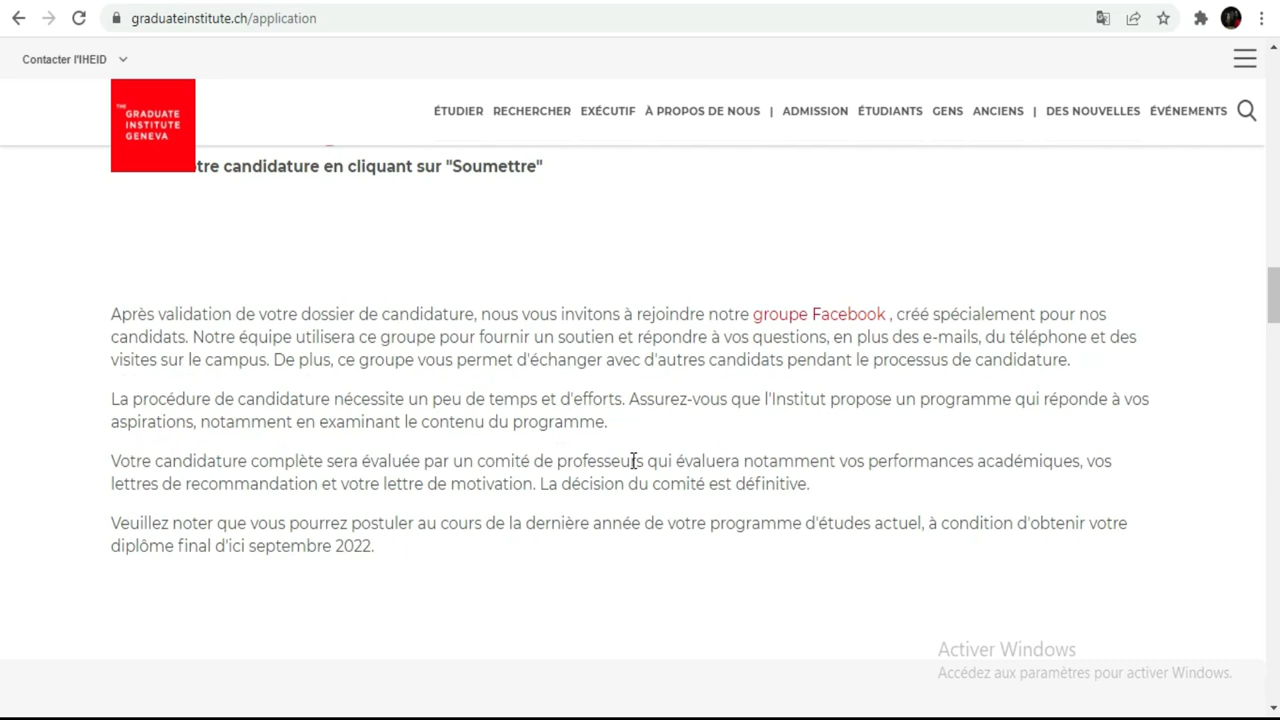 graduateinstitute.ch/application
Contacter l'IHEID
THE
GRADUATE
INSTITUTE
GENEVA
ÉTUDIER RECHERCHER EXÉCUTIF À PROPOS DE NOUS | ADMISSION ÉTUDIANTS GENS ANCIENS | DES NOUVELLES ÉVÉNEMENTS
candidature en cliquant sur "Soumettre"
Après validation de votre dossier de candidature, nous vous invitons à rejoindre notre groupe Facebook , créé spécialement pour nos
candidats. Notre équipe utilisera ce groupe pour fournir un soutien et répondre à vos questions, en plus des e-mails, du téléphone et des
visites sur le campus. De plus, ce groupe vous permet d'échanger avec d'autres candidats pendant le processus de candidature.
La procédure de candidature nécessite un peu de temps et d'efforts. Assurez-vous que l'Institut propose un programme qui réponde à vos
aspirations, notamment en examinant le contenu du programme.
Votre candidature complète sera évaluée par un comité de professeurs qui évaluera notamment vos performances académiques, vos
lettres de recommandation et votre lettre de motivation. La décision du comité est définitive.
Veuillez noter que vous pourrez postuler au cours de la dernière année de votre programme d'études actuel, à condition d'obtenir votre
diplôme final d'ici septembre 2022.
Activer Windows
Accédez aux paramètres pour activer Windows.